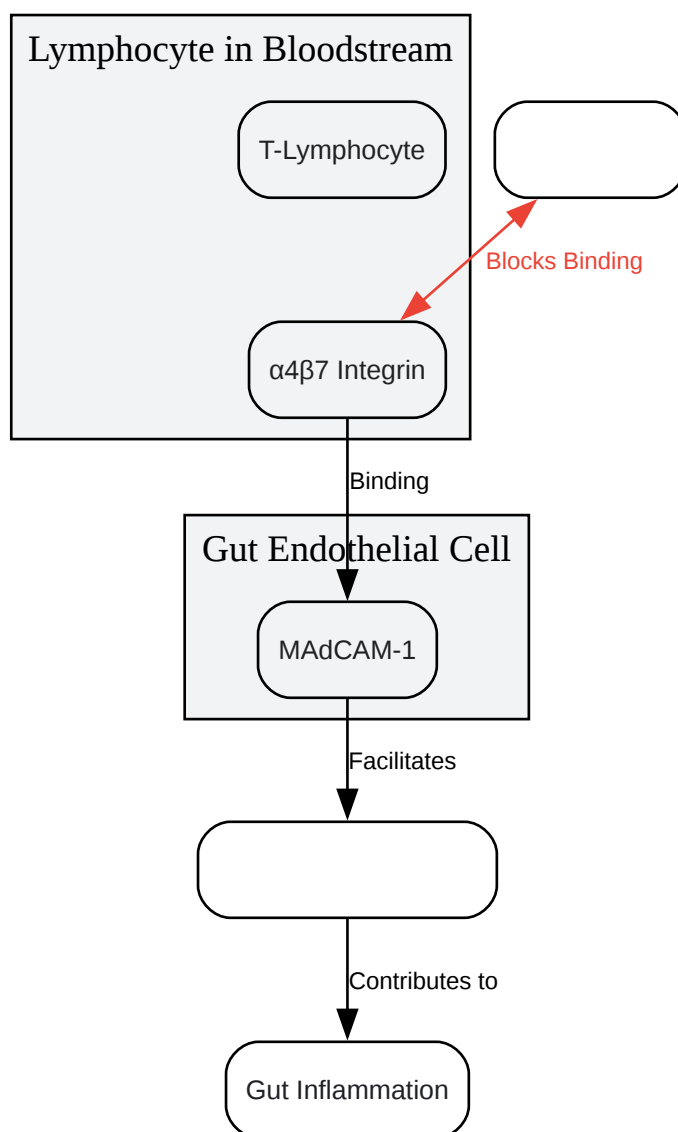 Lymphocyte in Bloodstream
T-Lymphocyte
Blocks Binding
α4β7 Integrin
Binding
Gut Endothelial Cell
MAdCAM-1
Facilitates
Contributes to
Gut Inflammation